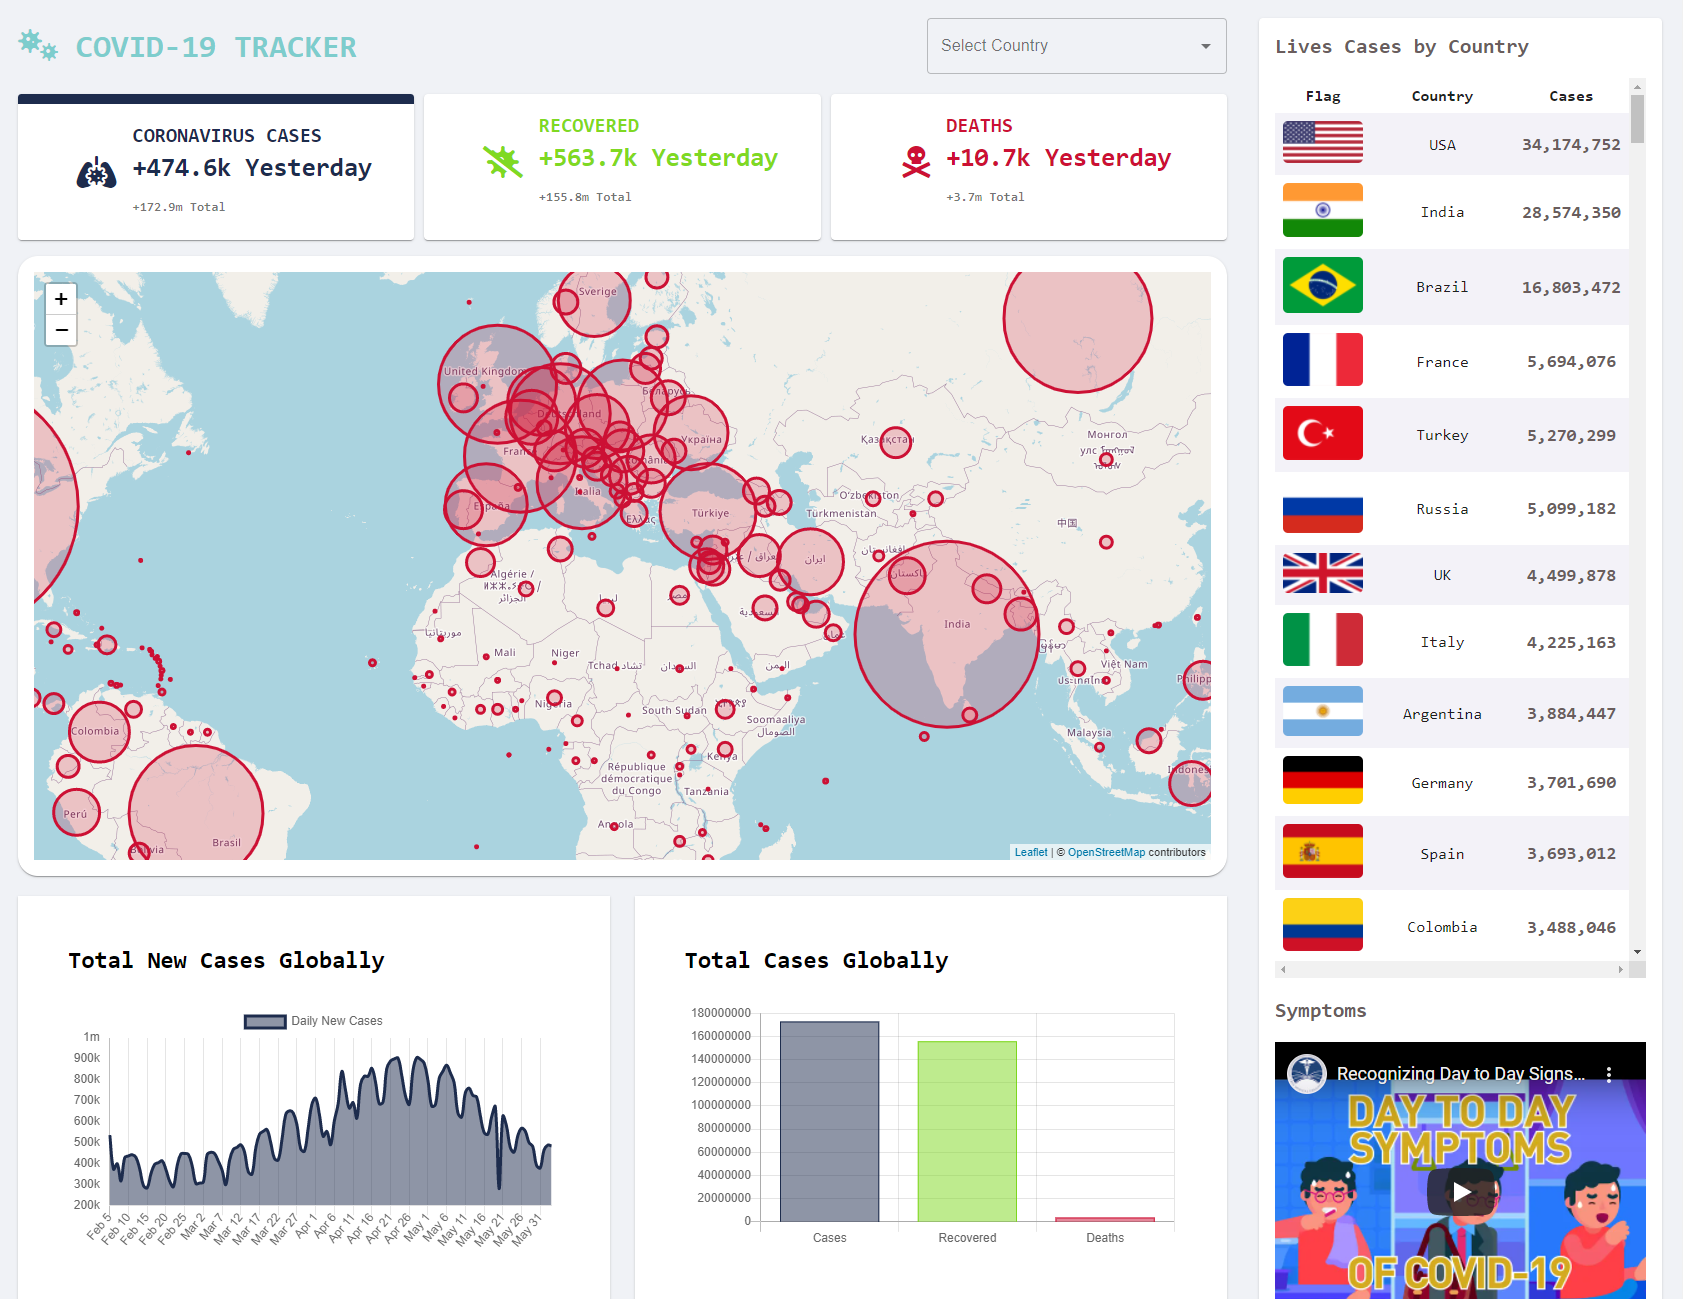 COVID-19 TRACKER
Select Country
CORONAVIRUS CASES
+474.6k Yesterday
+172.9m Total
RECOVERED
+563.7k Yesterday
+155.8m Total
DEATHS
+10.7k Yesterday
+3.7m Total
+
−
Sverige
United Kingdom
Беларусь
Deutschland
Україна
France
România
Italia
España
Ελλάς
Türkiye
Қазақстан
Монгол
улс
O'zbekiston
Türkmenistan
中国
ایران
افغانستان
پاکستان
Algérie /
الجزائر
ليبيا
مصر
السعودية
عمان
موريتانيا
Mali
Niger
Tchad تشاد
السودان
اليمن
India
Việt Nam
ประเทศไทย
Philipp
Nigeria
South Sudan
Soomaaliya
الصومال
Malaysia
Kenya
Indones
République
démocratique
du Congo
Tanzania
Angola
Colombia
Perú
Bolivia
Brasil
Leaflet | © OpenStreetMap contributors
Total New Cases Globally
Daily New Cases
1m
900k
800k
700k
600k
500k
400k
300k
200k
Feb 5
Feb 10
Feb 15
Feb 20
Feb 25
Mar 2
Mar 7
Mar 12
Mar 17
Mar 22
Mar 27
Apr 1
Apr 6
Apr 11
Apr 16
Apr 21
Apr 26
May 1
May 6
May 11
May 16
May 21
May 26
May 31
Total Cases Globally
180000000
160000000
140000000
120000000
100000000
80000000
60000000
40000000
20000000
0
Cases
Recovered
Deaths
Lives Cases by Country
Flag Country Cases
USA 34,174,752
India 28,574,350
Brazil 16,803,472
France 5,694,076
Turkey 5,270,299
Russia 5,099,182
UK 4,499,878
Italy 4,225,163
Argentina 3,884,447
Germany 3,701,690
Spain 3,693,012
Colombia 3,488,046
Symptoms
Recognizing Day to Day Signs...
DAY TO DAY
SYMPTOMS
OF COVID-19